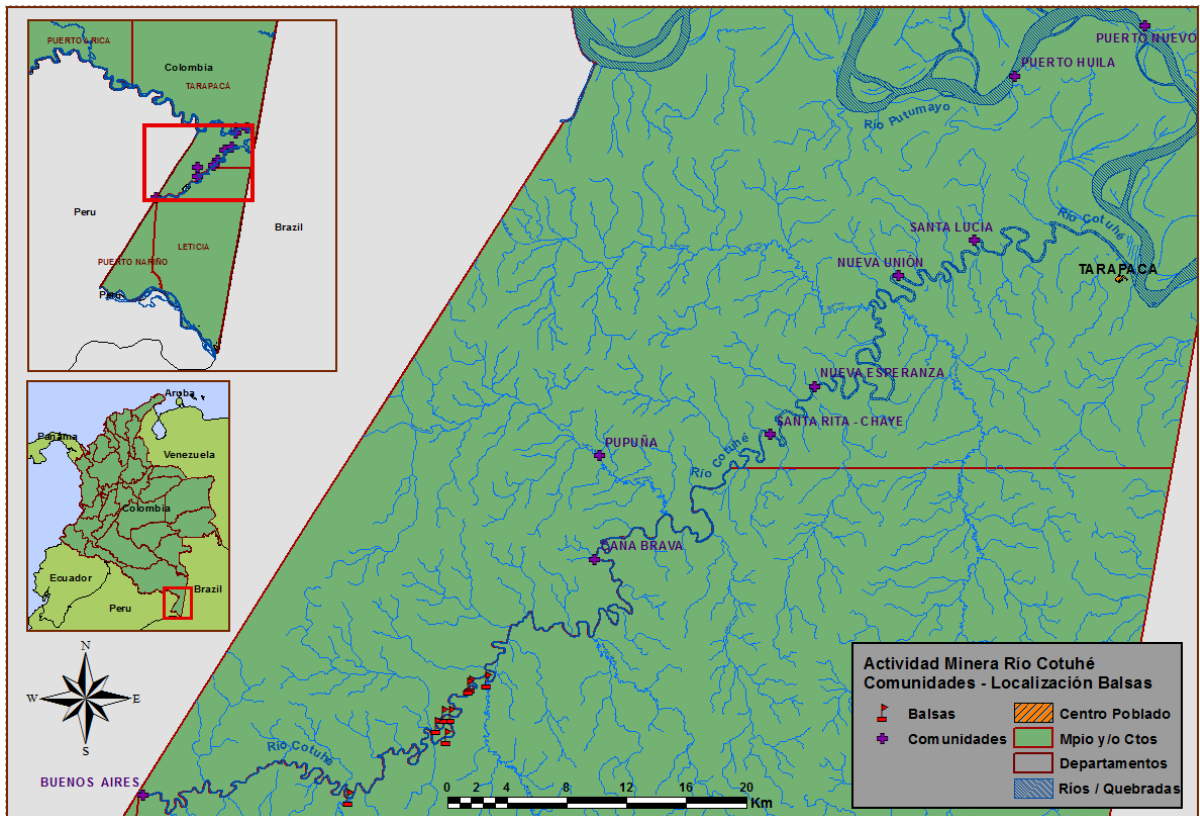 PUERTO ARICA
Colombia
TARAPACÁ
Peru
Brazil
LETICIA
PUERTO NARIÑO
Peru
Aruba
Panama
Venezuela
Colombia
Ecuador
Peru
Brazil
N
W
E
S
PUERTO NUEVO
PUERTO HUILA
Río Putumayo
SANTA LUCÍA
Río Cotuhé
NUEVA UNIÓN
TARAPACA
NUEVA ESPERANZA
SANTA RITA - CHAYE
PUPUÑA
Río Cotuhé
CAÑA BRAVA
Río Cotuhé
BUENOS AIRES
0 2 4 8 12 16 20
Km
Actividad Minera Río Cotuhé
Comunidades - Localización Balsas
Balsas
Comunidades
Centro Poblado
Mpio y/o Ctos
Departamentos
Ríos / Quebradas